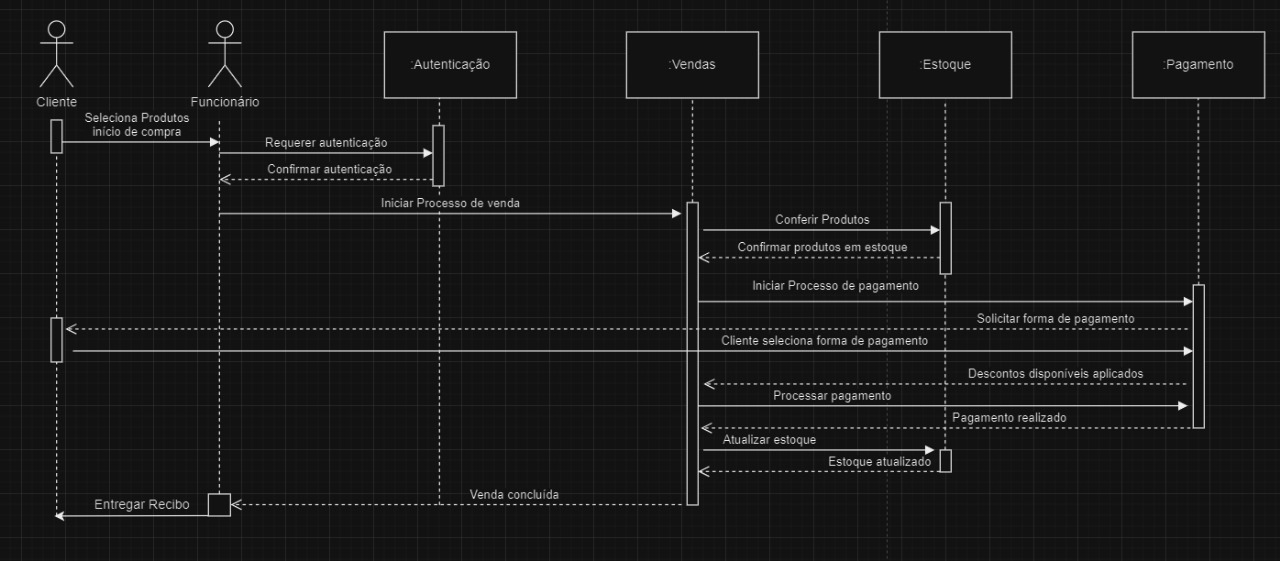 Cliente
Funcionário
:Autenticação
:Vendas
:Estoque
:Pagamento
Seleciona Produtos
início de compra
Requerer autenticação
Confirmar autenticação
Iniciar Processo de venda
Conferir Produtos
Confirmar produtos em estoque
Iniciar Processo de pagamento
Solicitar forma de pagamento
Cliente seleciona forma de pagamento
Descontos disponíveis aplicados
Processar pagamento
Pagamento realizado
Atualizar estoque
Estoque atualizado
Venda concluída
Entregar Recibo